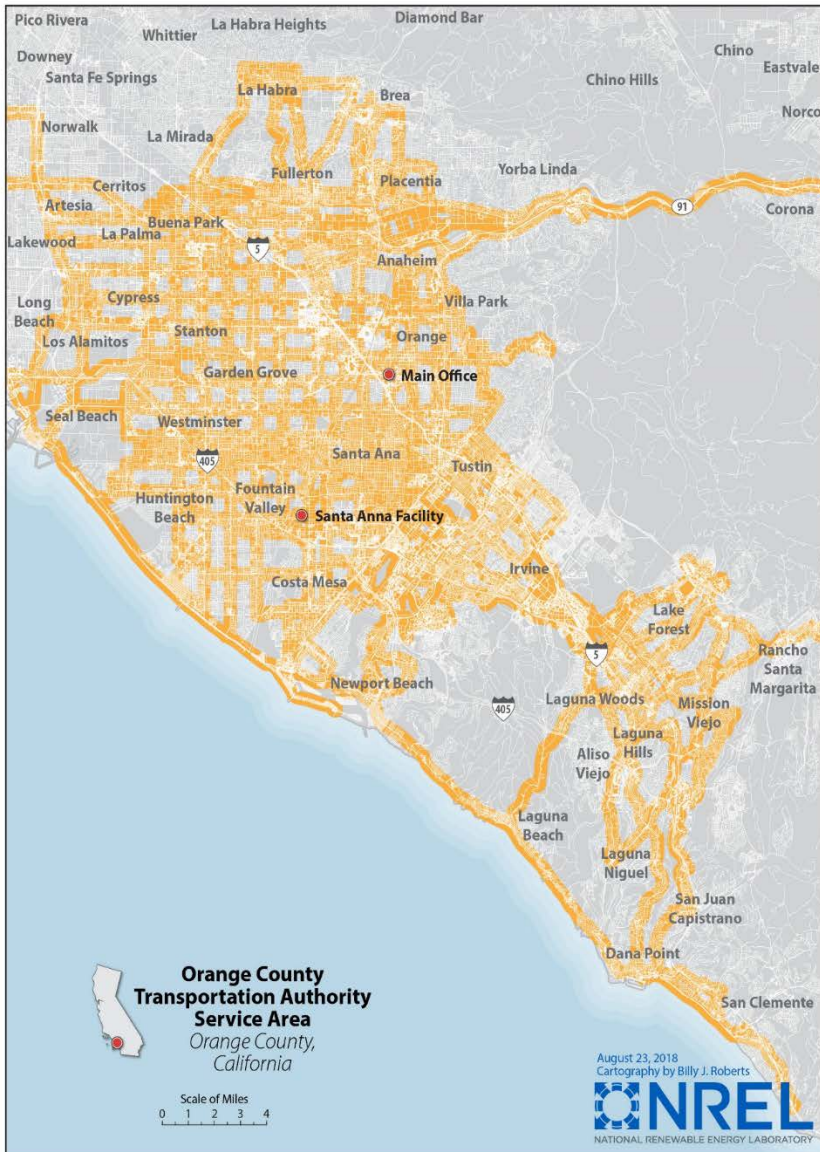 Pico Rivera
Whittier
La Habra Heights
Diamond Bar
Downey
Santa Fe Springs
Chino
Eastvale
Chino Hills
Norco
La Habra
Brea
Norwalk
La Mirada
Fullerton
Placentia
Yorba Linda
Cerritos
Artesia
Buena Park
91
Corona
Lakewood
La Palma
5
Anaheim
Long
Beach
Cypress
Villa Park
Stanton
Orange
Los Alamitos
Garden Grove
Main Office
Seal Beach
Westminster
405
Santa Ana
Tustin
Huntington
Beach
Fountain
Valley
Santa Anna Facility
Costa Mesa
Irvine
Lake
Forest
5
Rancho
Santa
Margarita
Newport Beach
405
Laguna Woods
Mission
Viejo
Laguna
Hills
Aliso
Viejo
Laguna
Beach
Laguna
Niguel
San Juan
Capistrano
Dana Point
San Clemente
Orange County
Transportation Authority
Service Area
Orange County,
California
Scale of Miles
0 1 2 3 4
August 23, 2018
Cartography by Billy J. Roberts
NREL
NATIONAL RENEWABLE ENERGY LABORATORY